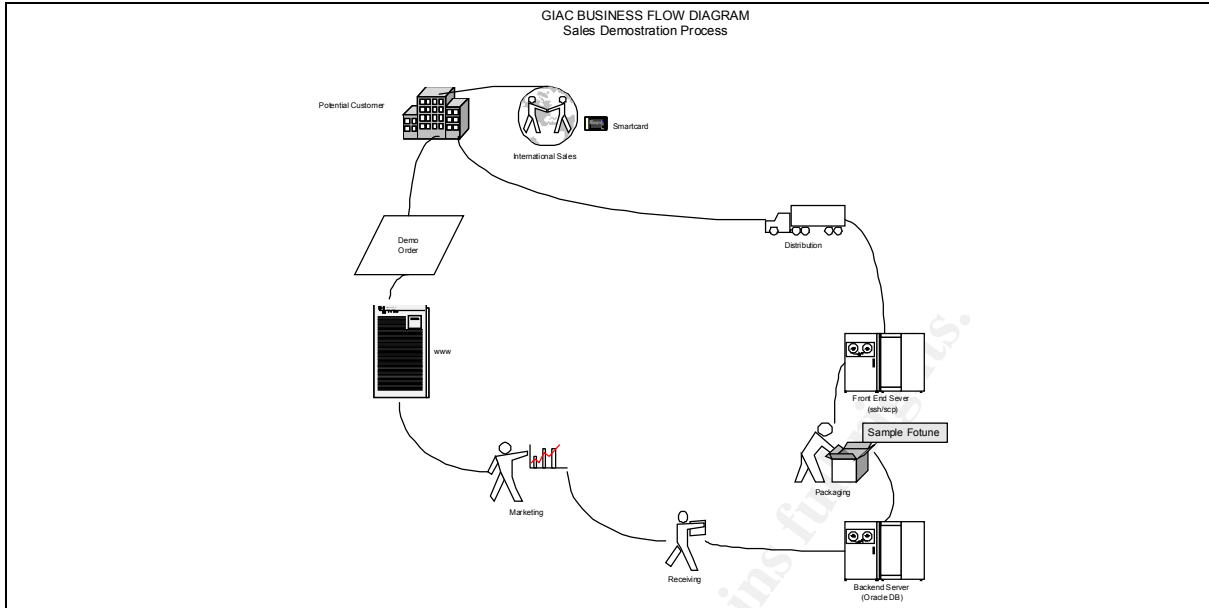 GIAC BUSINESS FLOW DIAGRAM
Sales Demostration Process
Potential Customer
Smartcard
International Sales
Demo
Order
Distribution
www
Front End Sever
(ssh/scp)
Sample Fotune
Packaging
Marketing
Receiving
Backend Server
(Oracle DB)